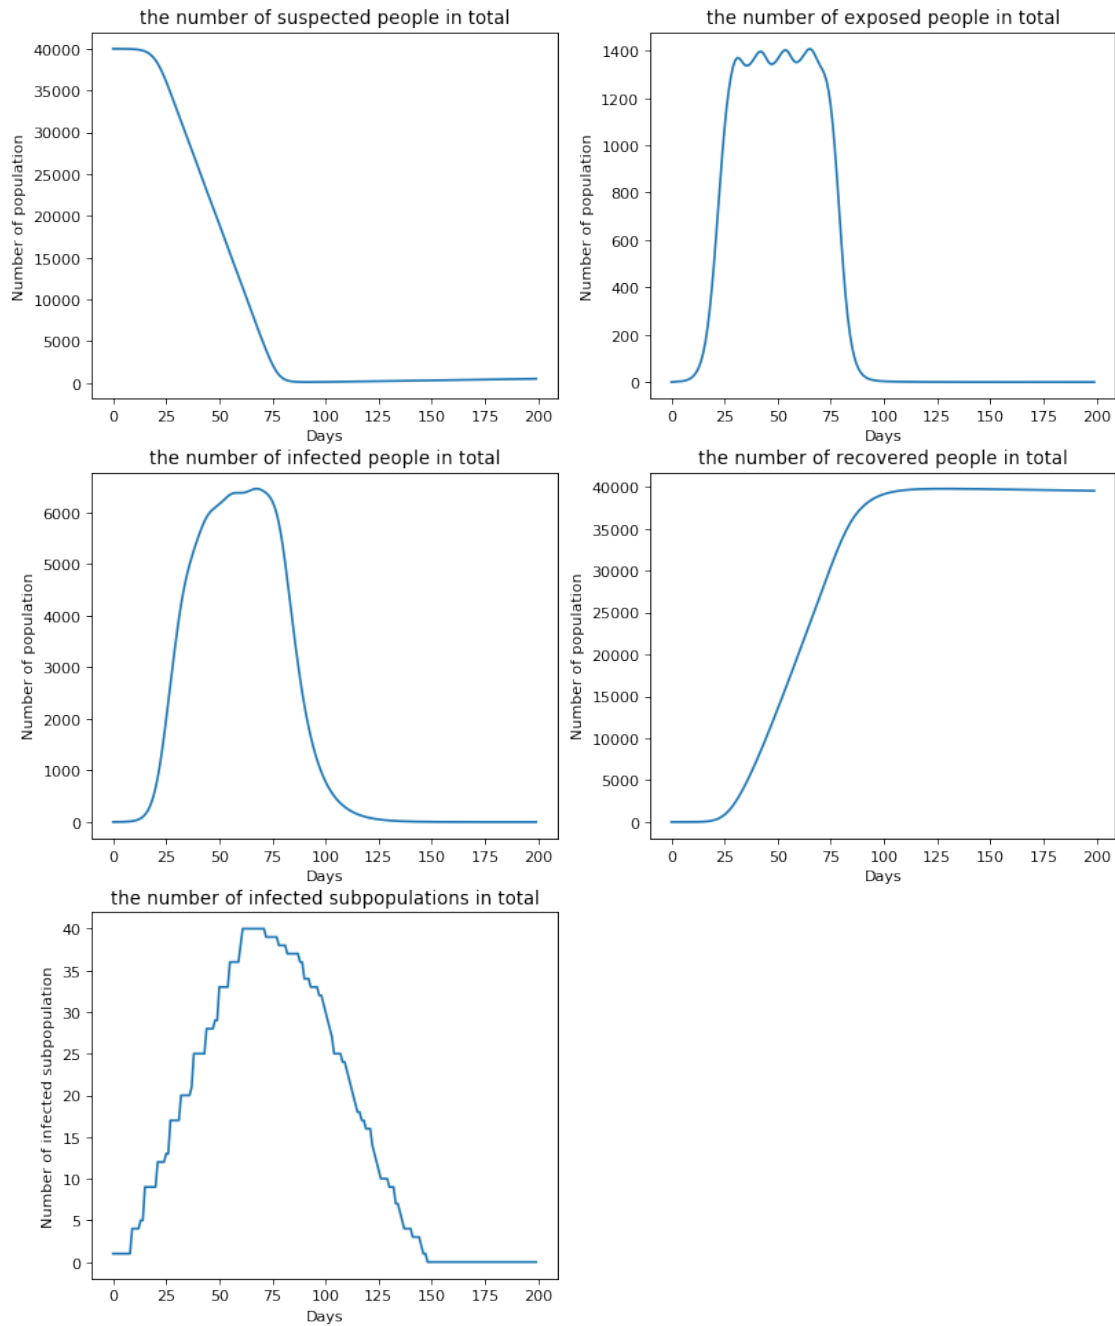 the number of suspected people in total
40000
35000
30000
25000
20000
15000
10000
5000
0
Number of population
0 25 50 75 100 125 150 175 200
Days
the number of exposed people in total
1400
1200
1000
800
600
400
200
0
Number of population
0 25 50 75 100 125 150 175 200
Days
the number of infected people in total
6000
5000
4000
3000
2000
1000
0
Number of population
0 25 50 75 100 125 150 175 200
Days
the number of recovered people in total
40000
35000
30000
25000
20000
15000
10000
5000
0
Number of population
0 25 50 75 100 125 150 175 200
Days
the number of infected subpopulations in total
40
35
30
25
20
15
10
5
0
Number of infected subpopulation
0 25 50 75 100 125 150 175 200
Days